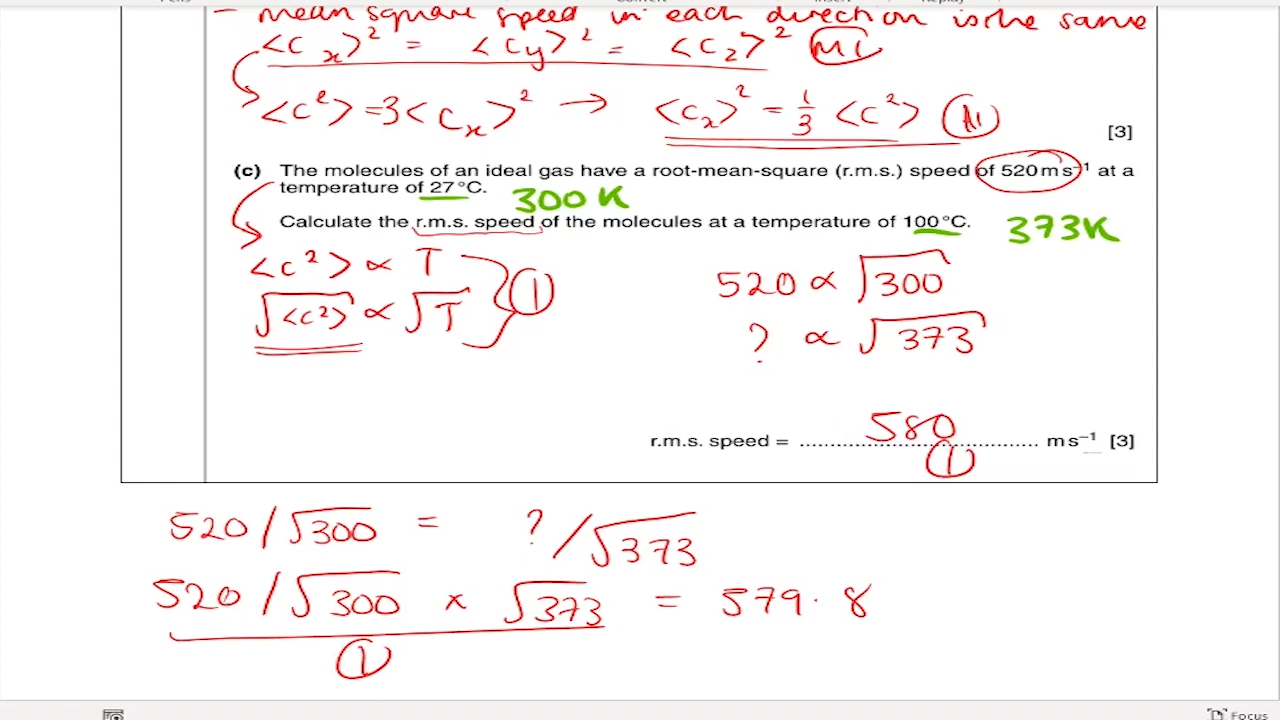 - mean square speed in each direction is the same
<Cx>² = <Cy>² = <Cz>² M1
<c²> = 3<Cx>² → <Cx>² = 1/3 <c²> A1
[3]
(c) The molecules of an ideal gas have a root-mean-square (r.m.s.) speed of 520 m s⁻¹ at a
temperature of 27 °C. 300 K
Calculate the r.m.s. speed of the molecules at a temperature of 100 °C. 373K
<c²> ∝ T 520 ∝ √300
√<c²> ∝ √T 1 ? ∝ √373
r.m.s. speed = ........ 580 ........ m s⁻¹ [3]
1
520 / √300 = ? / √373
520 / √300 × √373 = 579.8
1
Focus